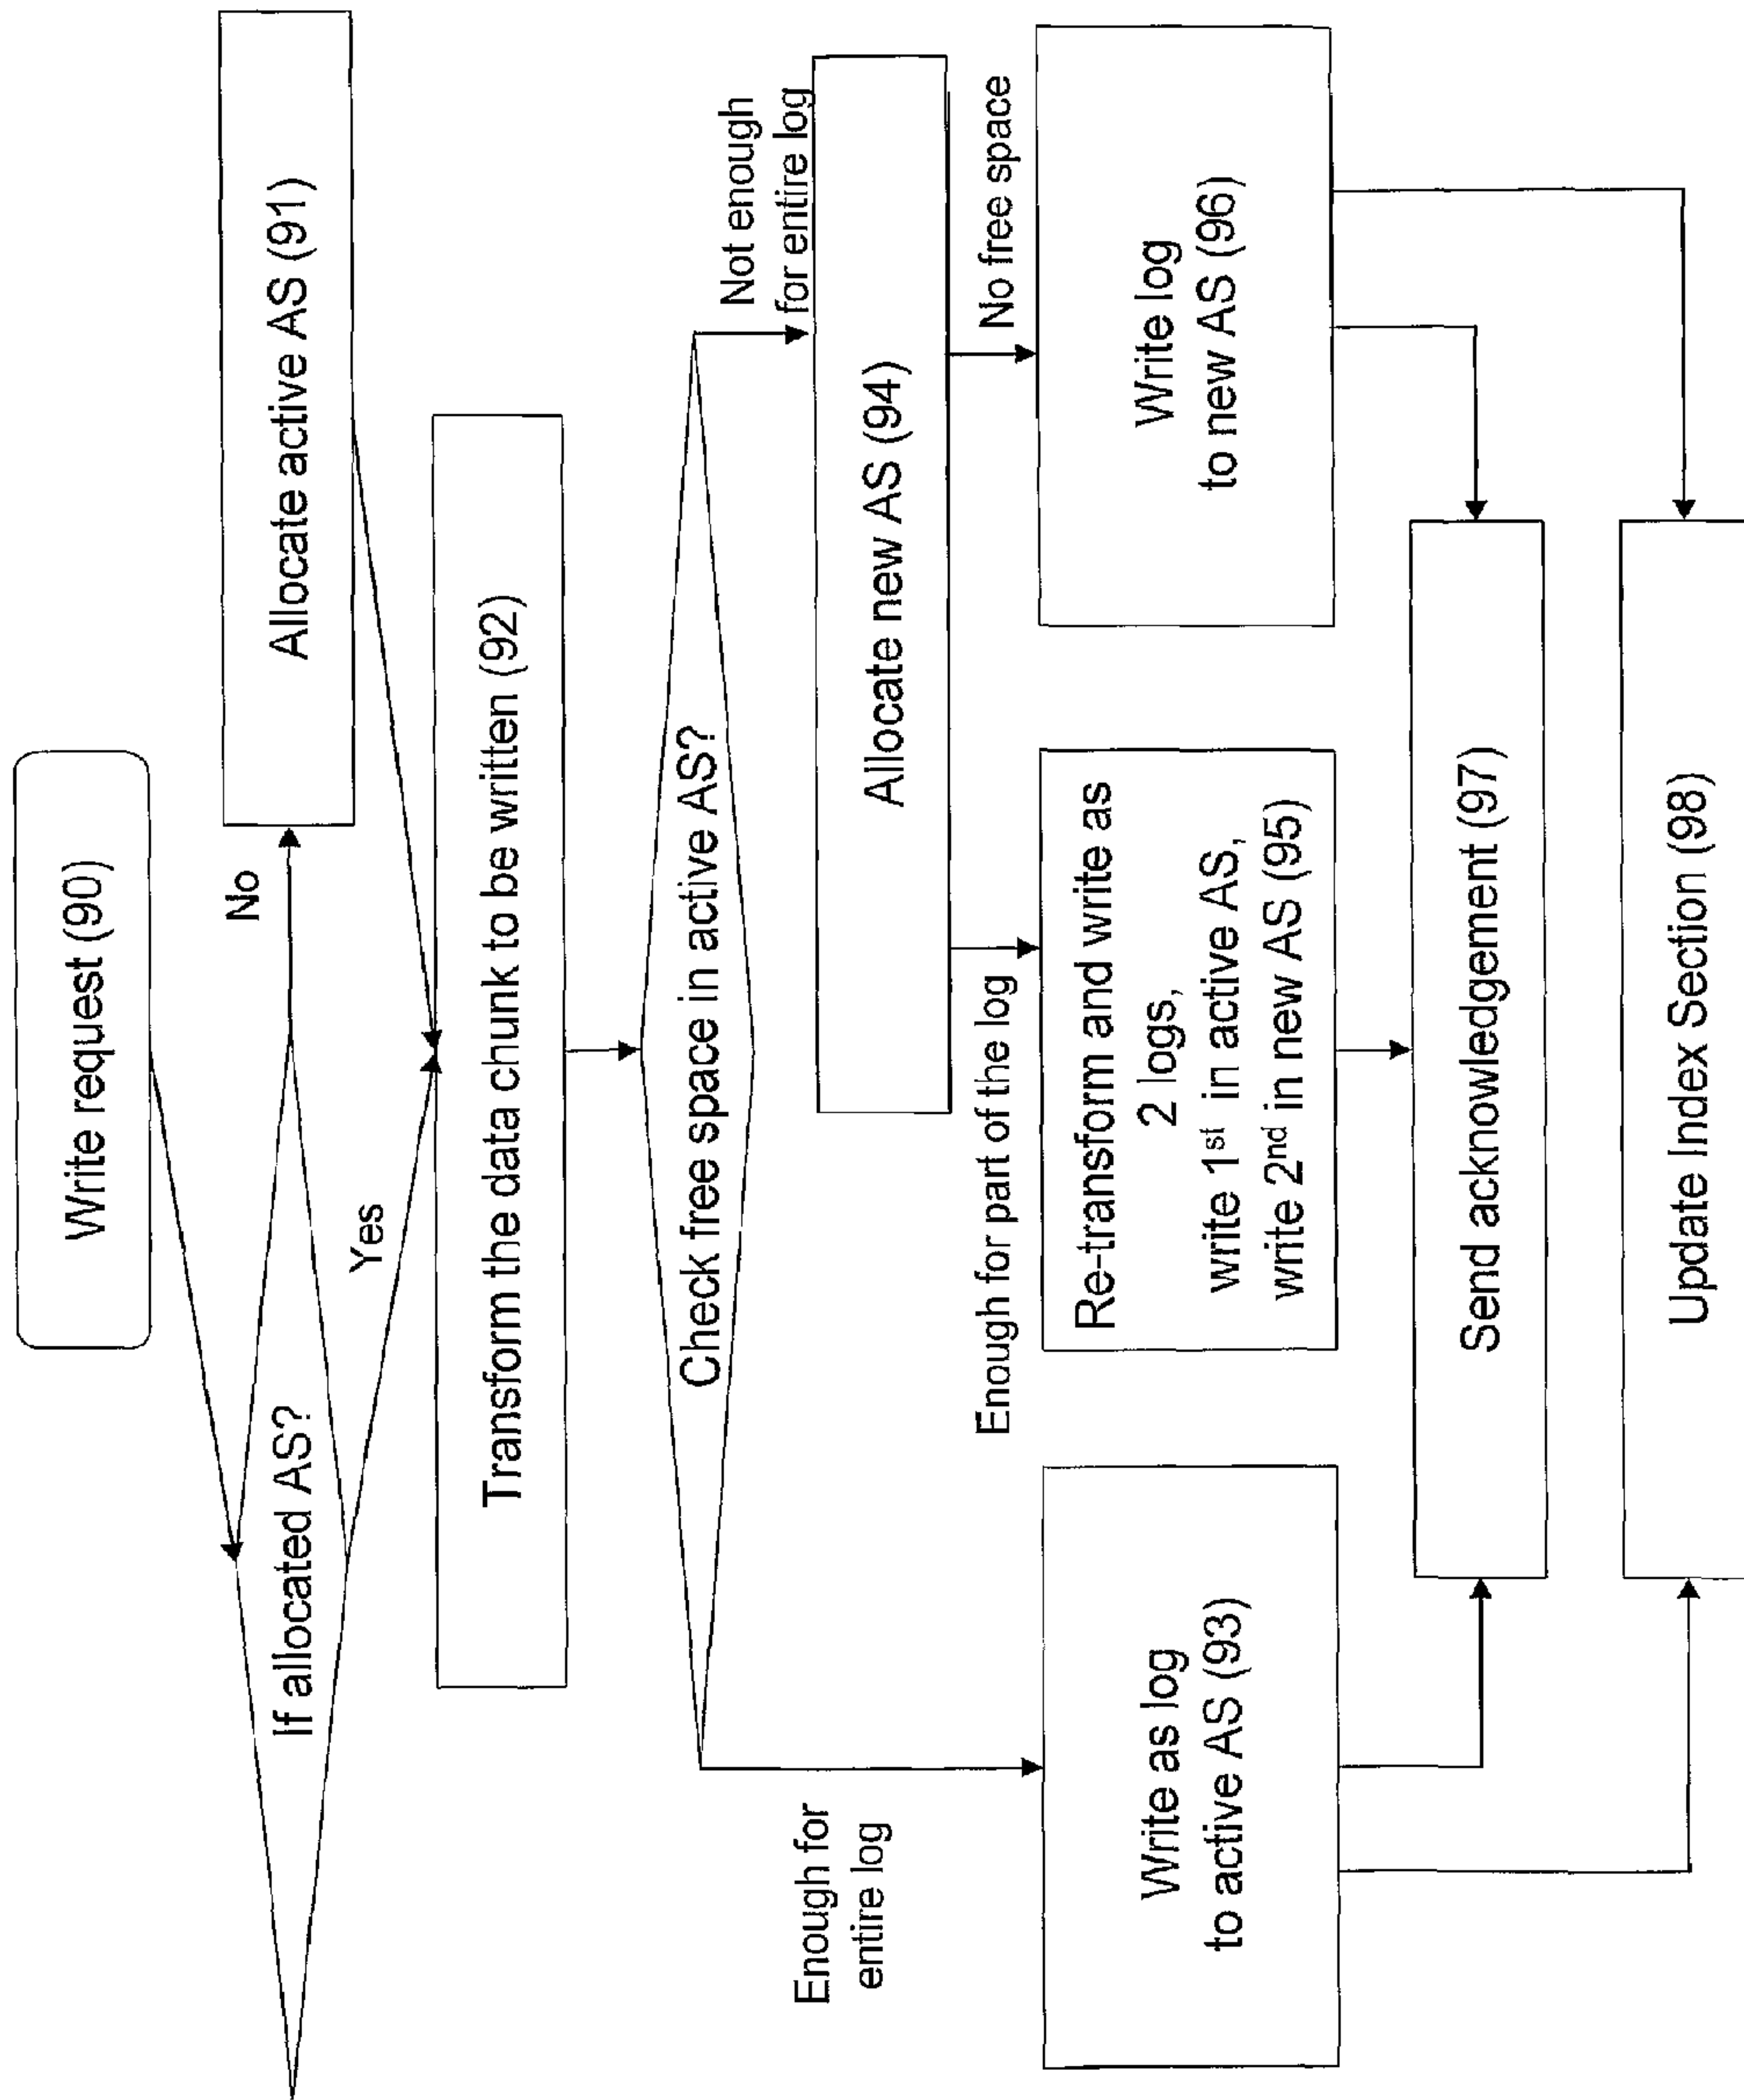 Write request (90)
If allocated AS?
No
Allocate active AS (91)
Yes
Transform the data chunk to be written (92)
Check free space in active AS?
Enough for
entire log
Not enough
for entire log
Allocate new AS (94)
Enough for part of the log
No free space
Write as log
to active AS (93)
Re-transform and write as
2 logs,
write 1st in active AS,
write 2nd in new AS (95)
Write log
to new AS (96)
Send acknowledgement (97)
Update Index Section (98)